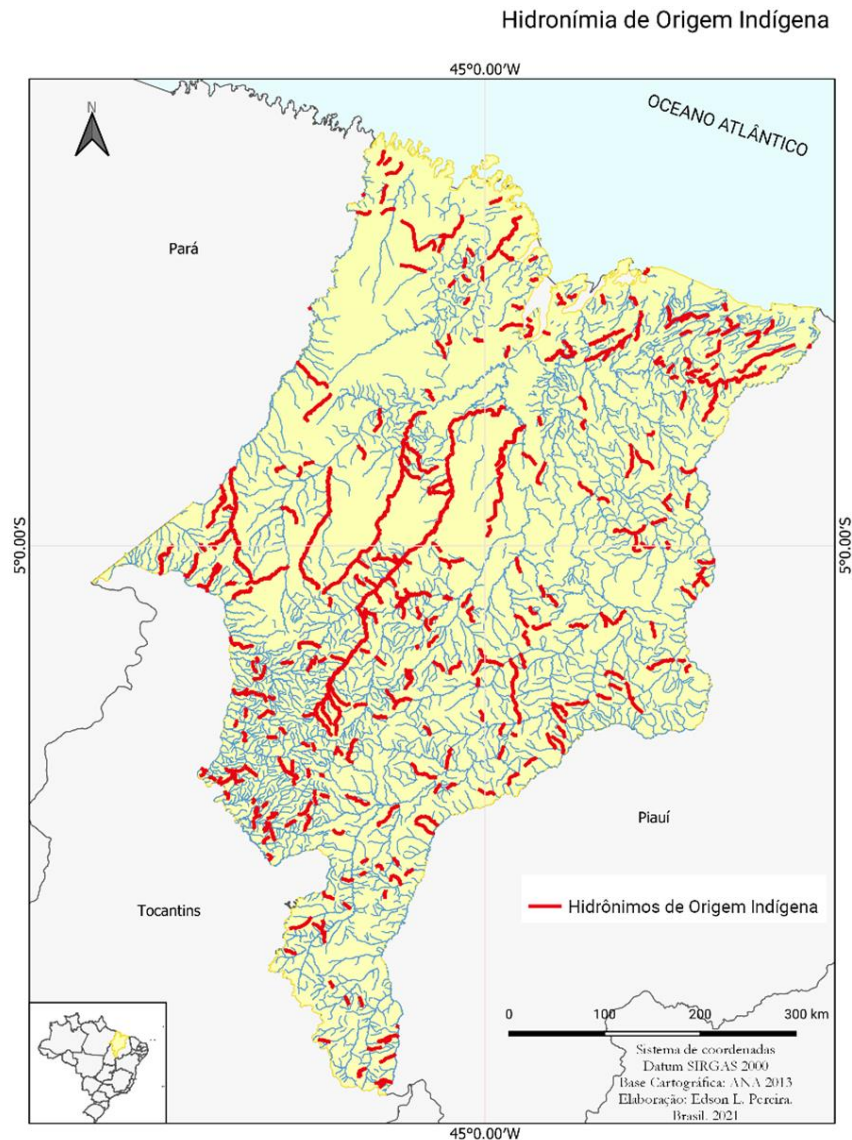 Hidronímia de Origem Indígena
45°0.00'W
OCEANO ATLÂNTICO
N
Pará
5°0.00'S
5°0.00'S
Piauí
Hidrônimos de Origem Indígena
Tocantins
0 100 200 300 km
Sistema de coordenadas
Datum SIRGAS 2000
Base Cartográfica: ANA 2013
Elaboração: Edson L. Pereira.
Brasil. 2021
45°0.00'W